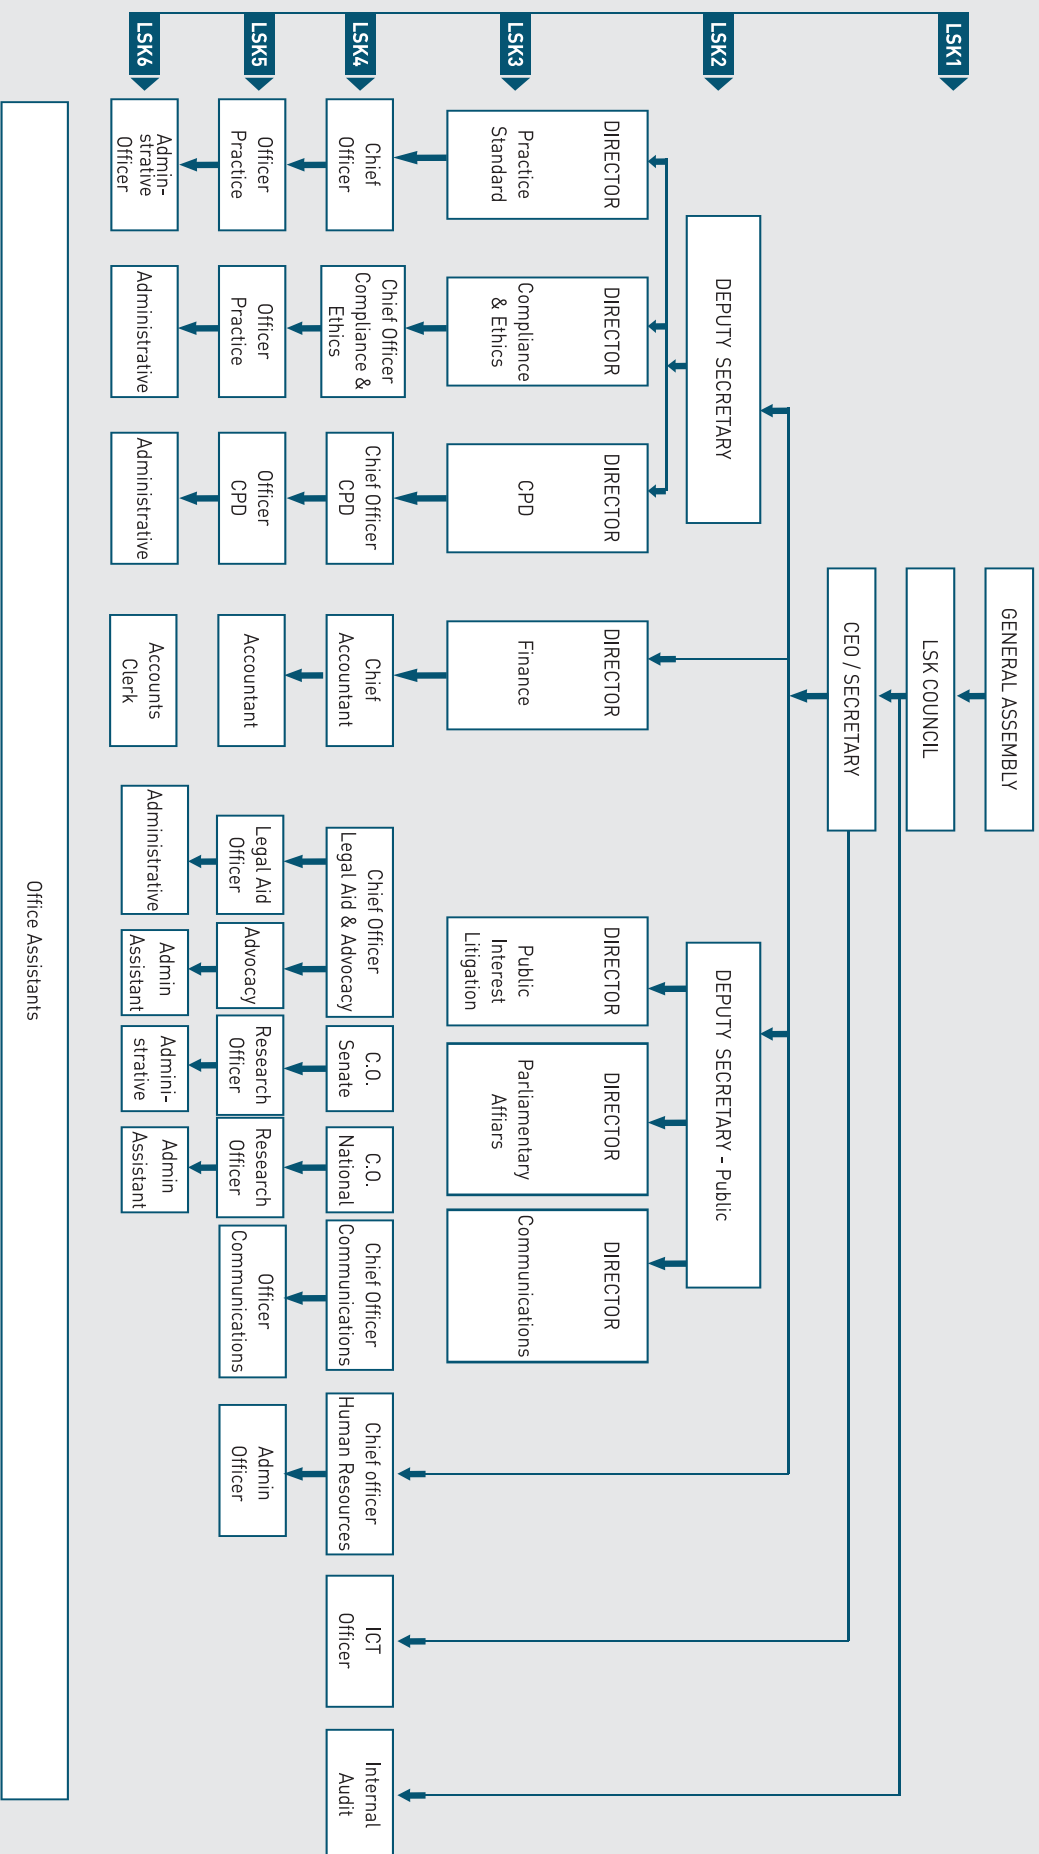 LSK1
LSK2
LSK3
LSK4
LSK5
LSK6
GENERAL ASSEMBLY
LSK COUNCIL
CEO / SECRETARY
DEPUTY SECRETARY
DEPUTY SECRETARY - Public
DIRECTOR
Practice
Standard
DIRECTOR
Compliance
& Ethics
DIRECTOR
CPD
DIRECTOR
Finance
DIRECTOR
Public
Interest
Litigation
DIRECTOR
Parliamentary
Affiars
DIRECTOR
Communications
Chief
Officer
Chief Officer
Compliance &
Ethics
Chief Officer
CPD
Chief
Accountant
Chief Officer
Legal Aid & Advocacy
C.O.
Senate
C.O.
National
Chief Officer
Communications
Chief officer
Human Resources
ICT
Officer
Internal
Audit
Officer
Practice
Officer
Practice
Officer
CPD
Accountant
Legal Aid
Officer
Advocacy
Research
Officer
Research
Officer
Officer
Communications
Admin
Officer
Admin-
strative
Officer
Administrative
Administrative
Accounts
Clerk
Administrative
Admin
Assistant
Admini-
strative
Admin
Assistant
Office Assistants